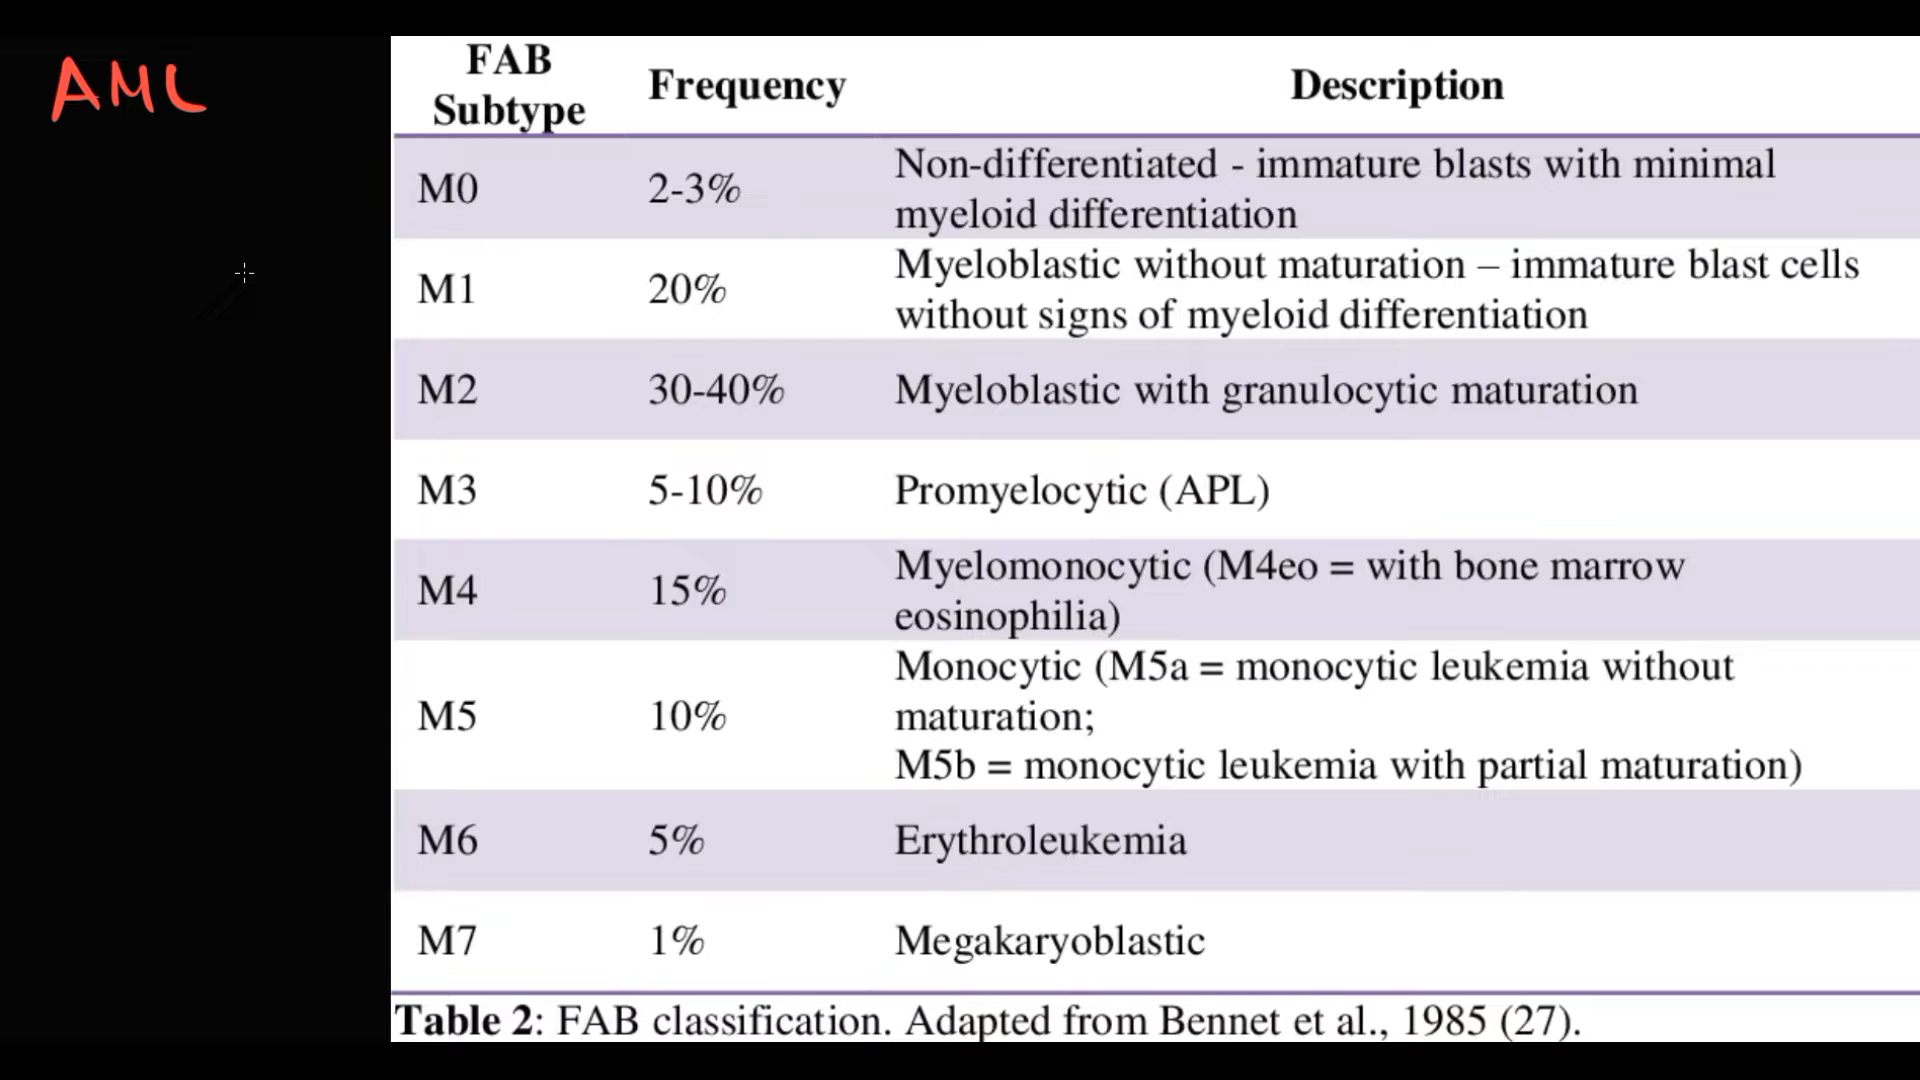 AML
FAB
Subtype
Frequency
Description
M0
2-3%
Non-differentiated - immature blasts with minimal
myeloid differentiation
M1
20%
Myeloblastic without maturation – immature blast cells
without signs of myeloid differentiation
M2
30-40%
Myeloblastic with granulocytic maturation
M3
5-10%
Promyelocytic (APL)
M4
15%
Myelomonocytic (M4eo = with bone marrow
eosinophilia)
M5
10%
Monocytic (M5a = monocytic leukemia without
maturation;
M5b = monocytic leukemia with partial maturation)
M6
5%
Erythroleukemia
M7
1%
Megakaryoblastic
Table 2: FAB classification. Adapted from Bennet et al., 1985 (27).